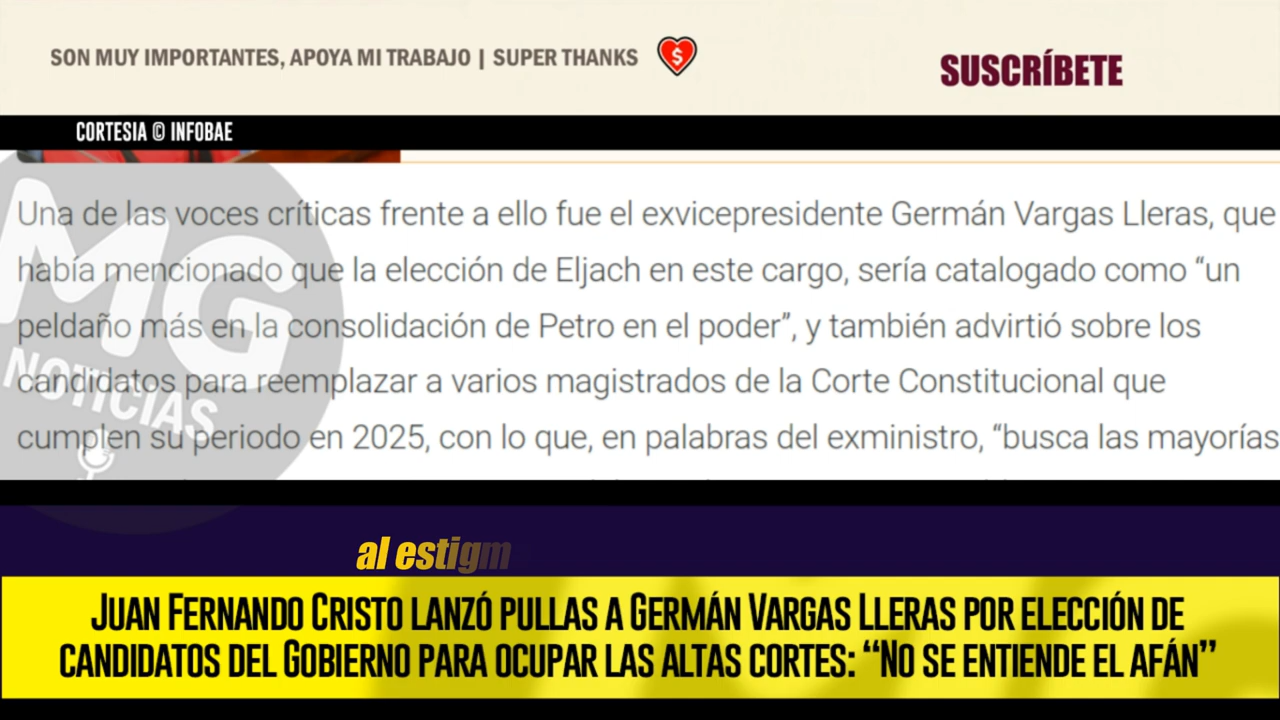 SON MUY IMPORTANTES, APOYA MI TRABAJO | SUPER THANKS
$
SUSCRÍBETE
CORTESIA © INFOBAE
Una de las voces críticas frente a ello fue el exvicepresidente Germán Vargas Lleras, que
había mencionado que la elección de Eljach en este cargo, sería catalogado como “un
peldaño más en la consolidación de Petro en el poder”, y también advirtió sobre los
candidatos para reemplazar a varios magistrados de la Corte Constitucional que
cumplen su periodo en 2025, con lo que, en palabras del exministro, “busca las mayorías
MG
NOTICIAS
al estigm
JUAN FERNANDO CRISTO LANZÓ PULLAS A GERMÁN VARGAS LLERAS POR ELECCIÓN DE
CANDIDATOS DEL GOBIERNO PARA OCUPAR LAS ALTAS CORTES: “NO SE ENTIENDE EL AFÁN”